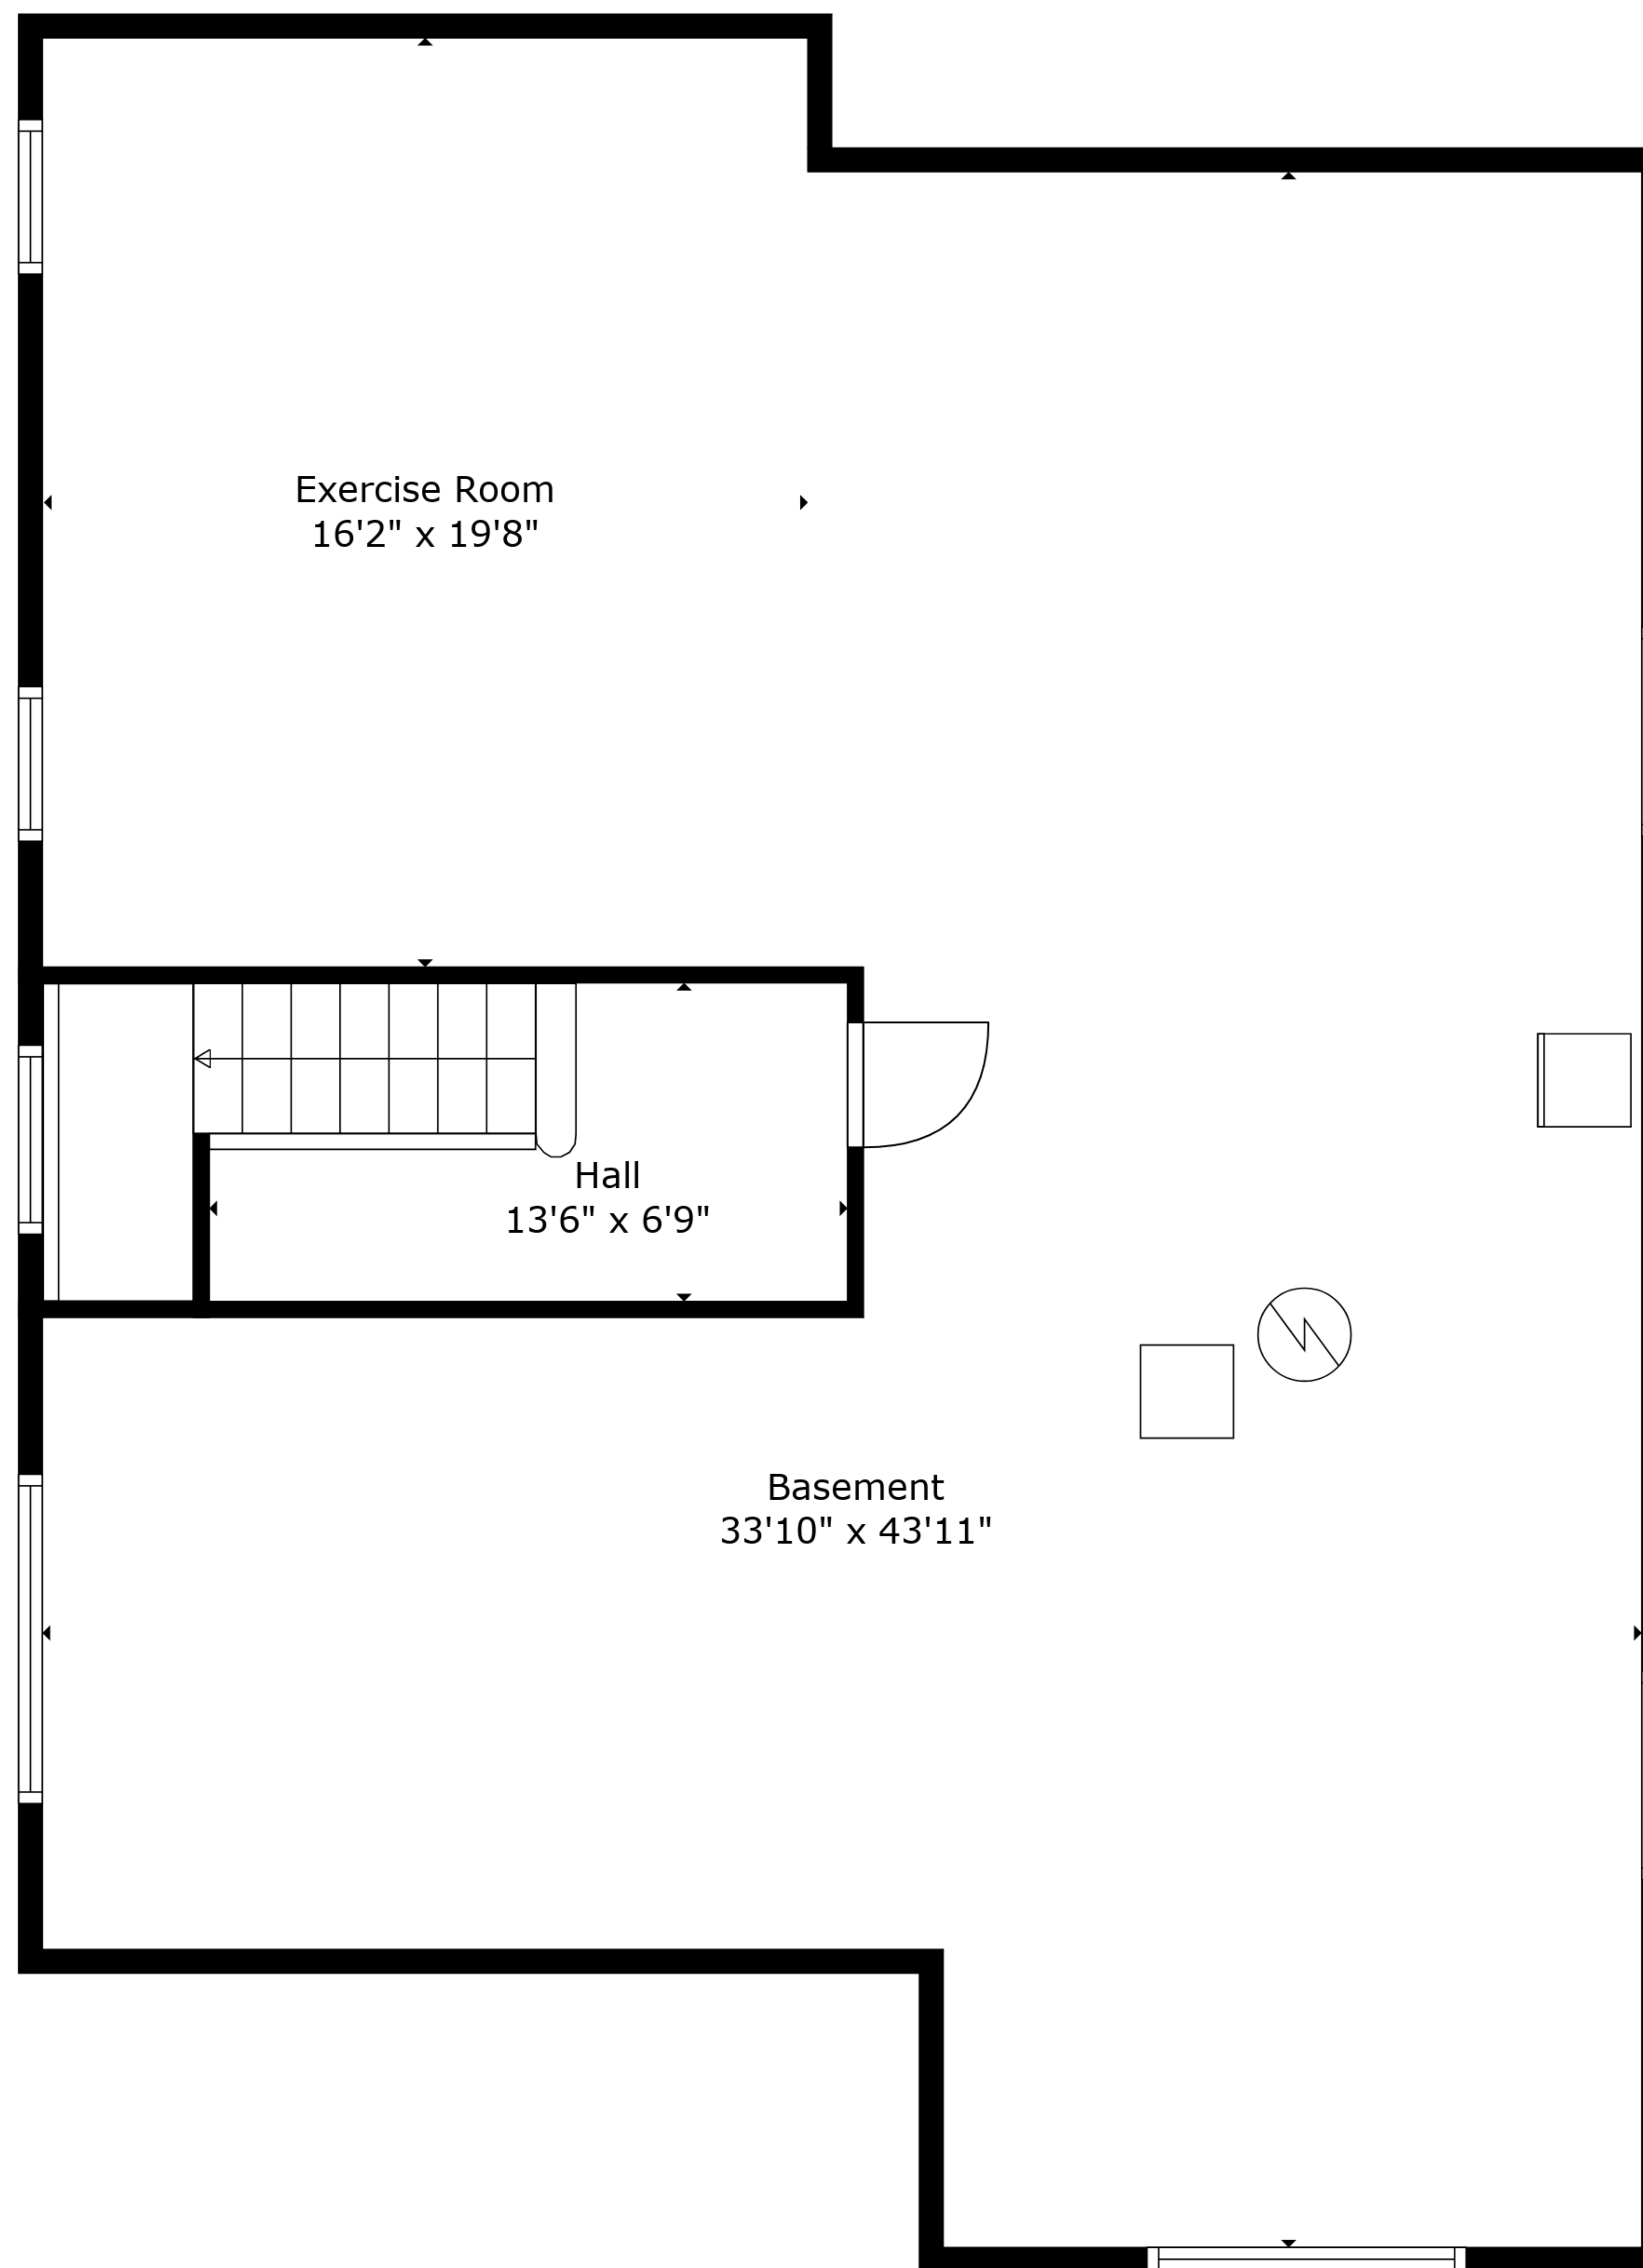 Exercise Room
16'2" x 19'8"
Hall
13'6" x 6'9"
Basement
33'10" x 43'11"